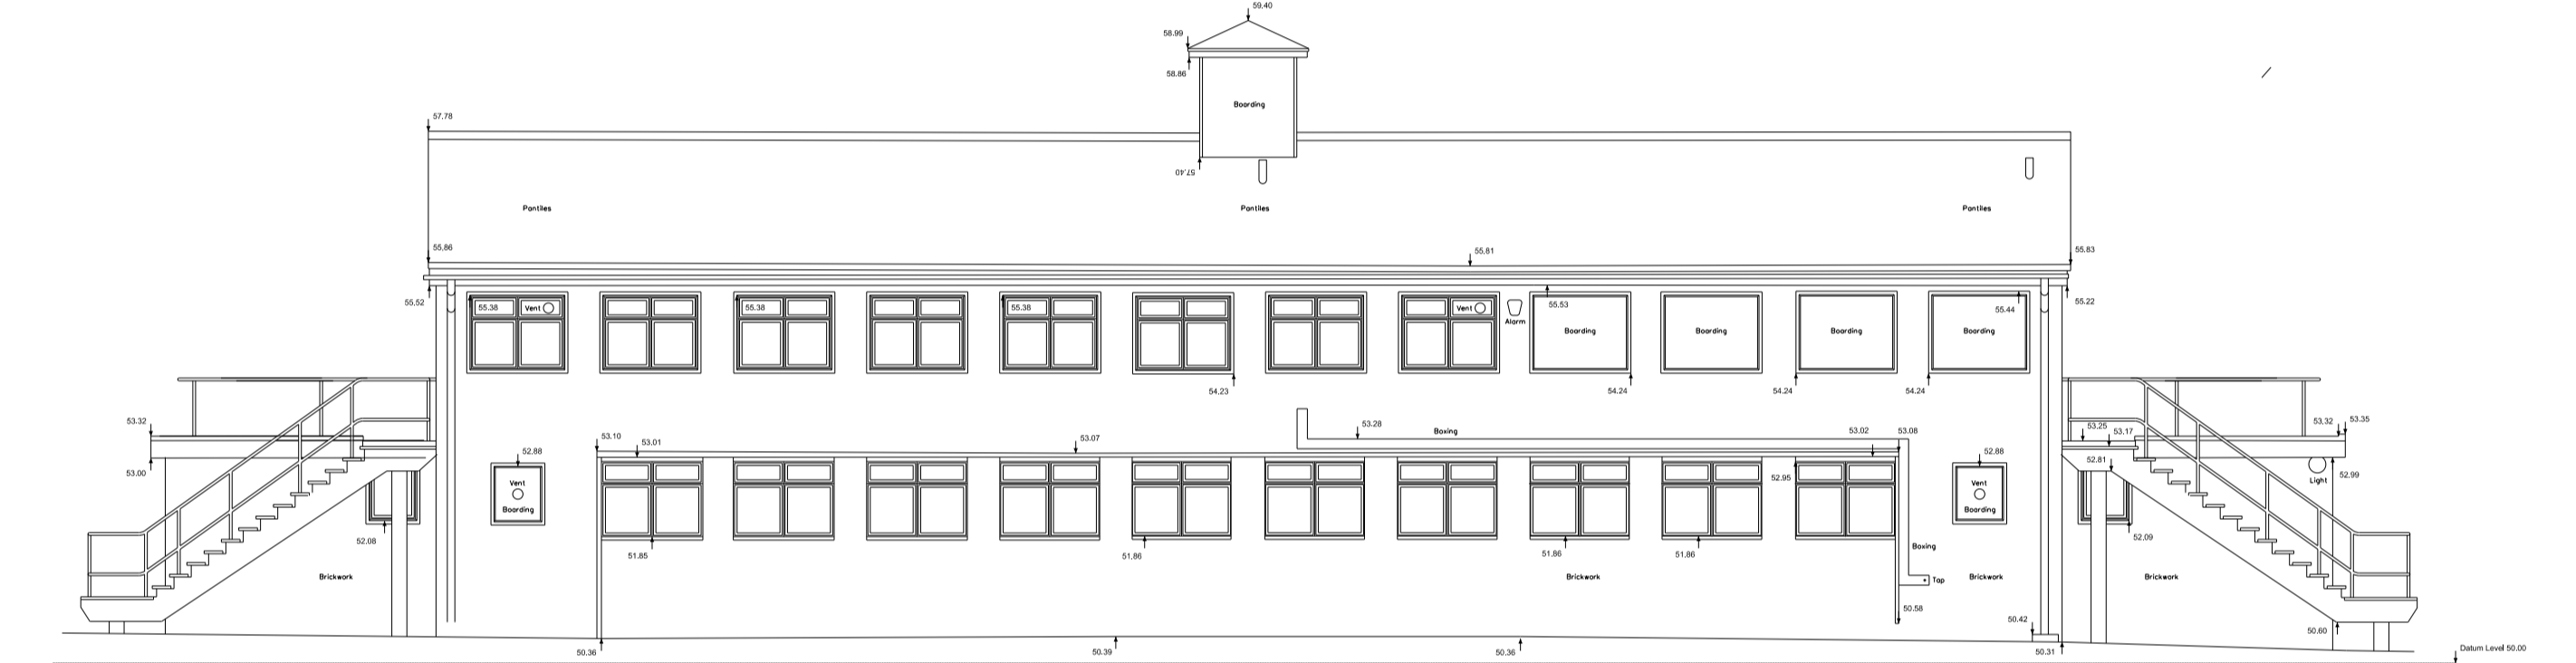 59.40
58.99
58.86
Boarding
57.78
57.40
Pantiles
Pantiles
Pantiles
55.86
55.81
55.83
55.52
55.38
Vent
55.38
55.38
Vent
Alarm
55.53
Boarding
Boarding
Boarding
55.44
Boarding
55.22
54.23
54.24
54.24
54.24
53.32
53.00
53.10
53.01
53.07
53.28
Boxing
53.02
53.08
53.25
53.17
53.32
53.35
52.88
Vent
Boarding
52.95
52.88
Vent
Boarding
52.81
Light
52.99
52.08
51.85
51.86
51.86
51.86
Boxing
52.09
Brickwork
Brickwork
Tap
Brickwork
Brickwork
50.58
50.42
50.60
50.36
50.39
50.36
50.31
Datum Level 50.00